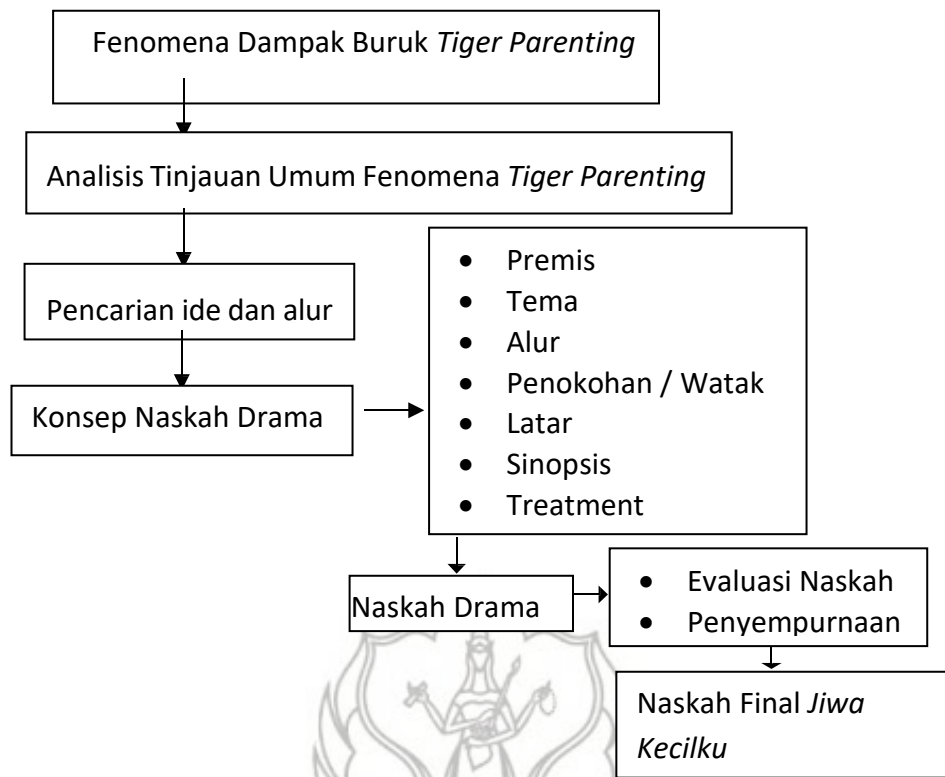 Fenomena Dampak Buruk Tiger Parenting
Analisis Tinjauan Umum Fenomena Tiger Parenting
Pencarian ide dan alur
Konsep Naskah Drama
• Premis
• Tema
• Alur
• Penokohan / Watak
• Latar
• Sinopsis
• Treatment
Naskah Drama
• Evaluasi Naskah
• Penyempurnaan
Naskah Final Jiwa
Kecilku